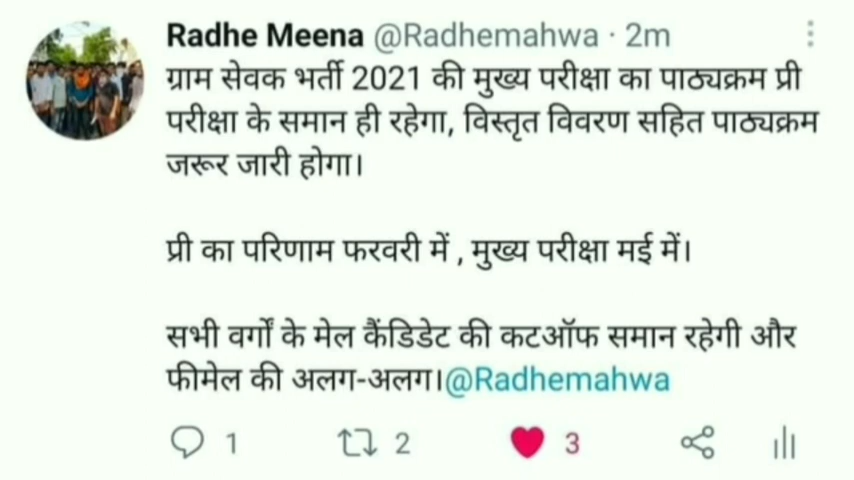 Radhe Meena @Radhemahwa · 2m
ग्राम सेवक भर्ती 2021 की मुख्य परीक्षा का पाठ्यक्रम प्री
परीक्षा के समान ही रहेगा, विस्तृत विवरण सहित पाठ्यक्रम
जरूर जारी होगा।
प्री का परिणाम फरवरी में , मुख्य परीक्षा मई में।
सभी वर्गों के मेल कैंडिडेट की कटऑफ समान रहेगी और
फीमेल की अलग-अलग।@Radhemahwa
1 2 3